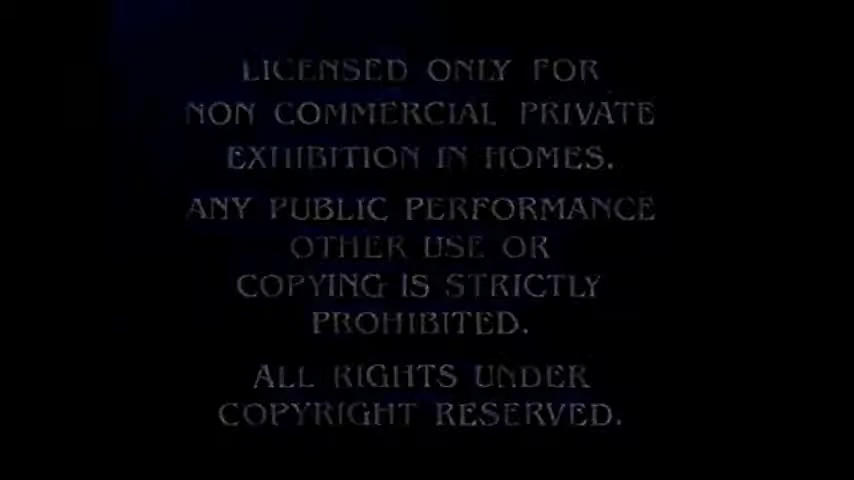 LICENSED ONLY FOR
NON COMMERCIAL PRIVATE
EXHIBITION IN HOMES.
ANY PUBLIC PERFORMANCE
OTHER USE OR
COPYING IS STRICTLY
PROHIBITED.
ALL RIGHTS UNDER
COPYRIGHT RESERVED.